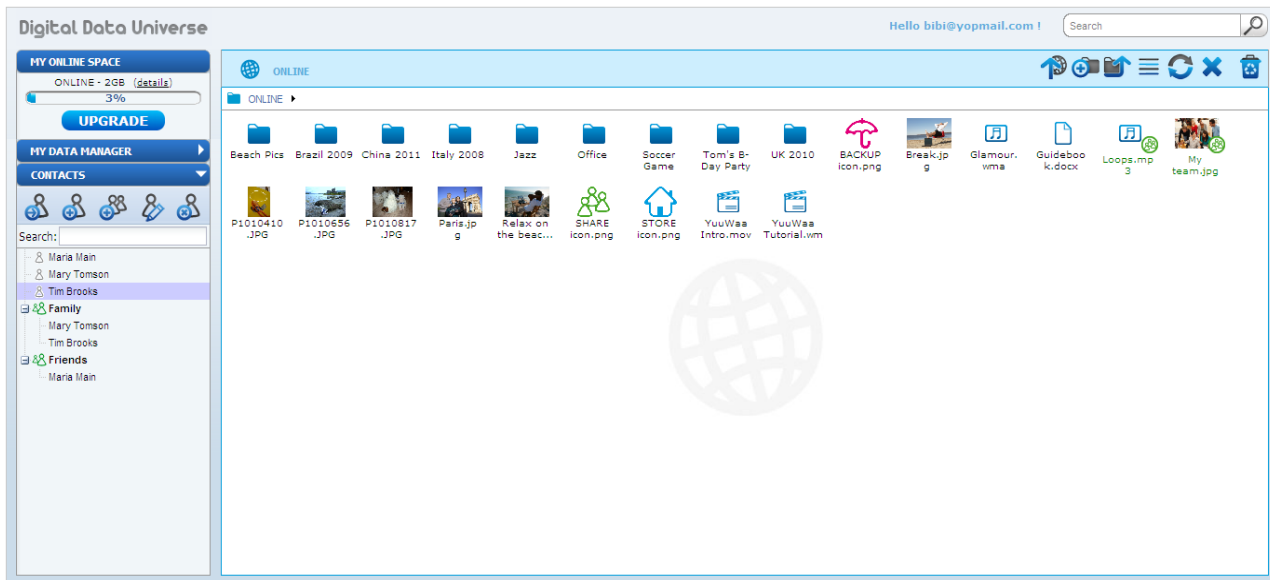 Digital Data Universe
Hello bibi@yopmail.com !
Search
MY ONLINE SPACE
ONLINE - 2GB (details)
3%
UPGRADE
MY DATA MANAGER
CONTACTS
Search:
Maria Main
Mary Tomson
Tim Brooks
Family
Mary Tomson
Tim Brooks
Friends
Maria Main
ONLINE
ONLINE
Beach Pics
Brazil 2009
China 2011
Italy 2008
Jazz
Office
Soccer
Game
Tom's B-
Day Party
UK 2010
BACKUP
icon.png
Break.jp
g
Glamour.
wma
Guideboo
k.docx
Loops.mp
3
My
team.jpg
P1010410
.JPG
P1010656
.JPG
P1010817
.JPG
Paris.jp
g
Relax on
the beac...
SHARE
icon.png
STORE
icon.png
YuuWaa
Intro.mov
YuuWaa
Tutorial.wm